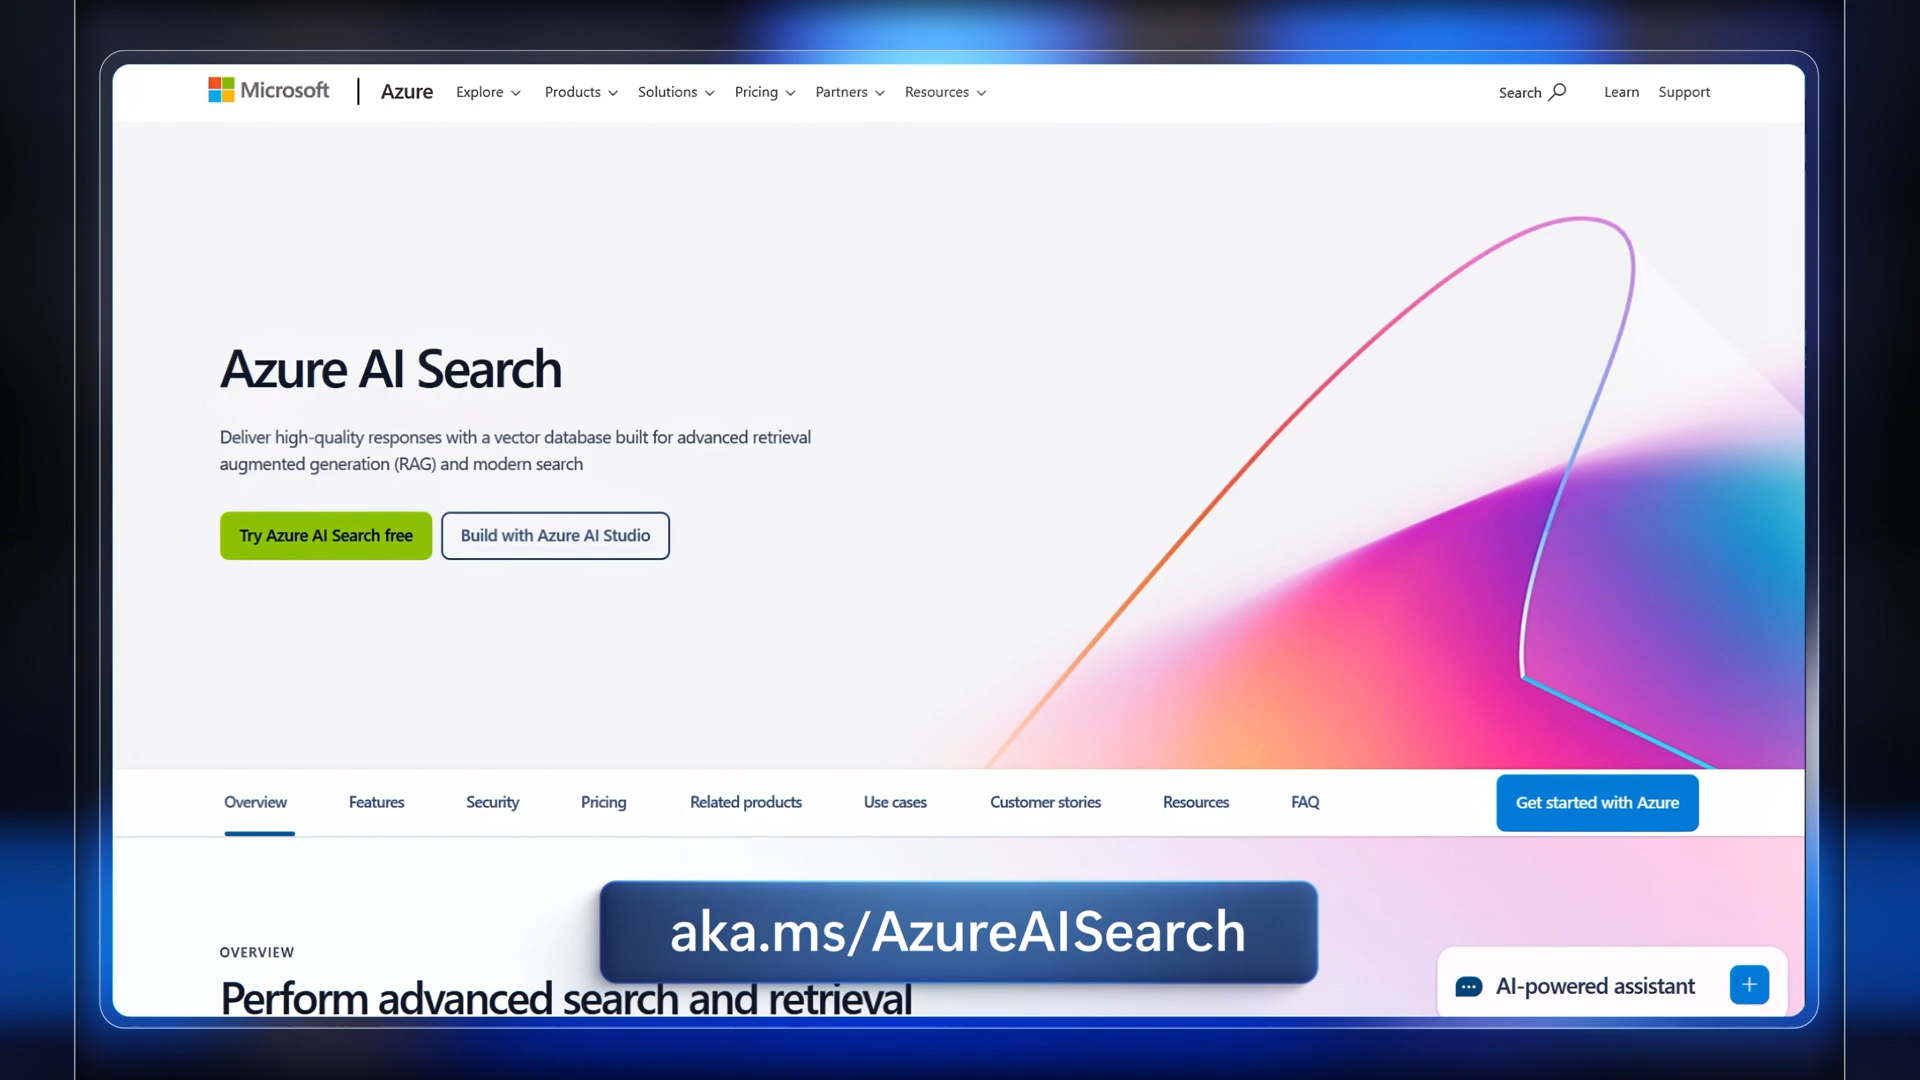 Microsoft | Azure Explore Products Solutions Pricing Partners Resources Search Learn Support
Azure AI Search
Deliver high-quality responses with a vector database built for advanced retrieval
augmented generation (RAG) and modern search
Try Azure AI Search free Build with Azure AI Studio
Overview Features Security Pricing Related products Use cases Customer stories Resources FAQ Get started with Azure
aka.ms/AzureAISearch
OVERVIEW
Perform advanced search and retrieval
AI-powered assistant